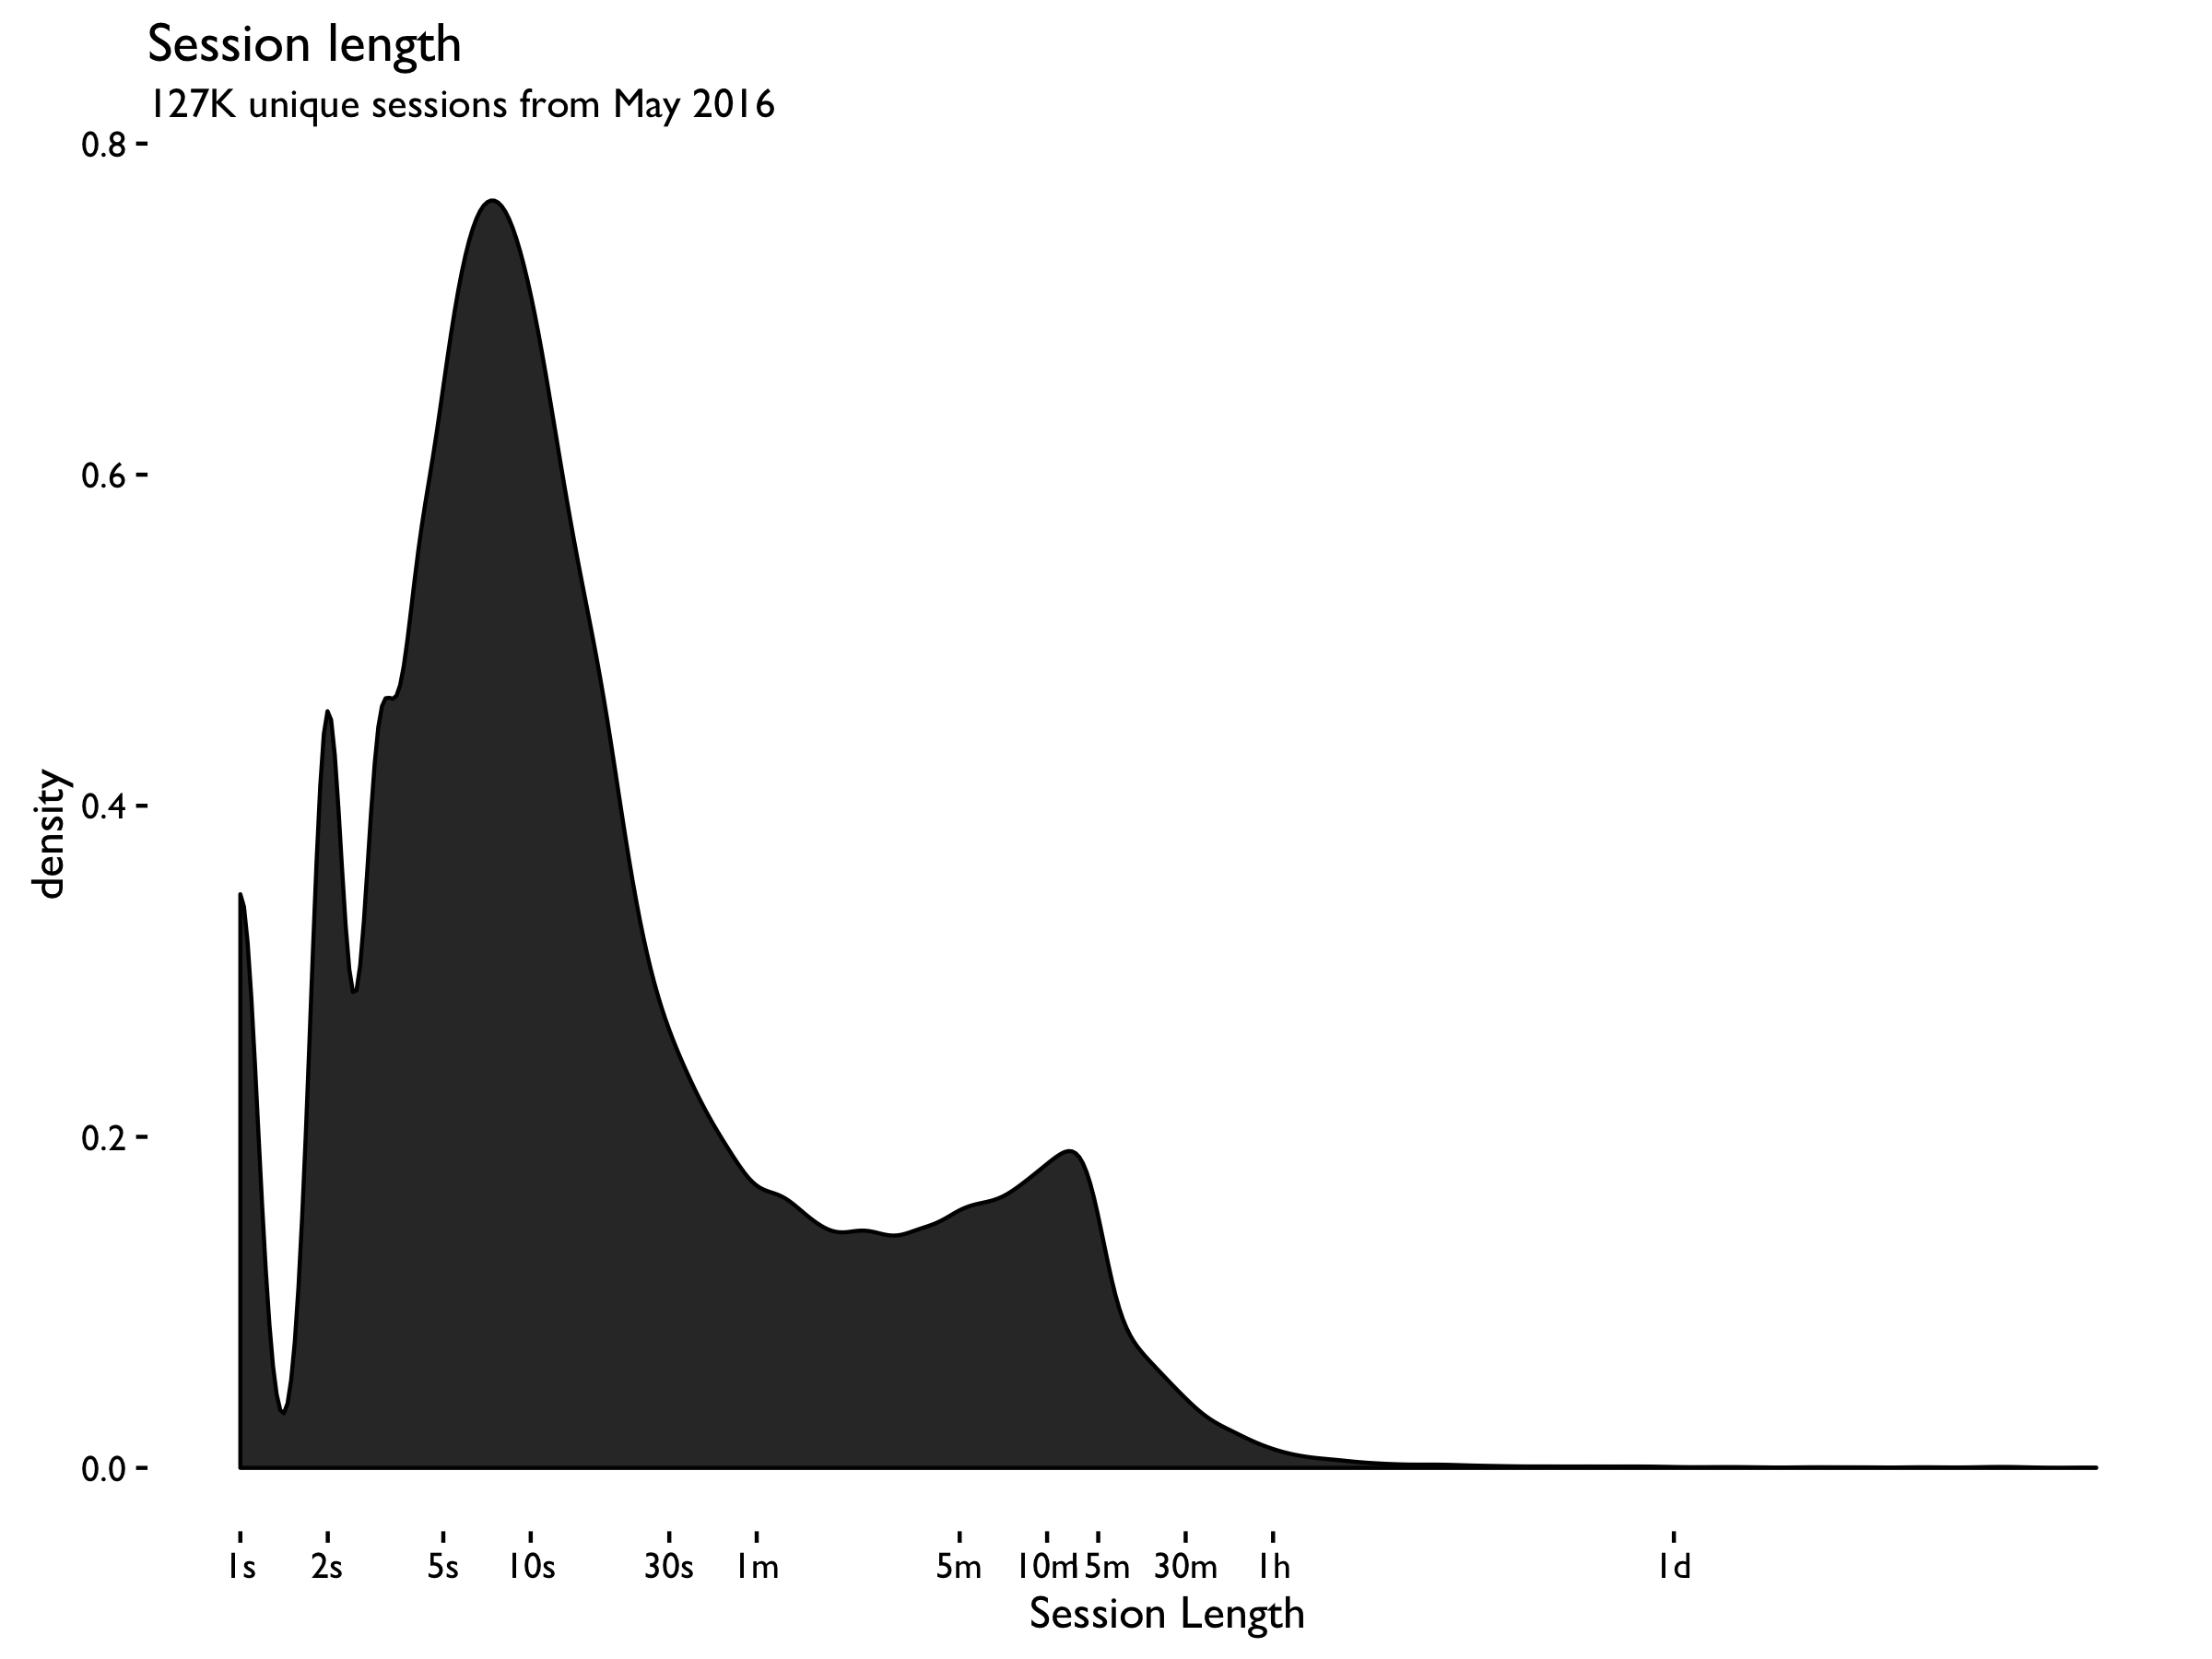 Session length
127K unique sessions from May 2016
0.8
0.6
0.4
0.2
0.0
density
1s 2s 5s 10s 30s 1m 5m 10m 15m 30m 1h 1d
Session Length